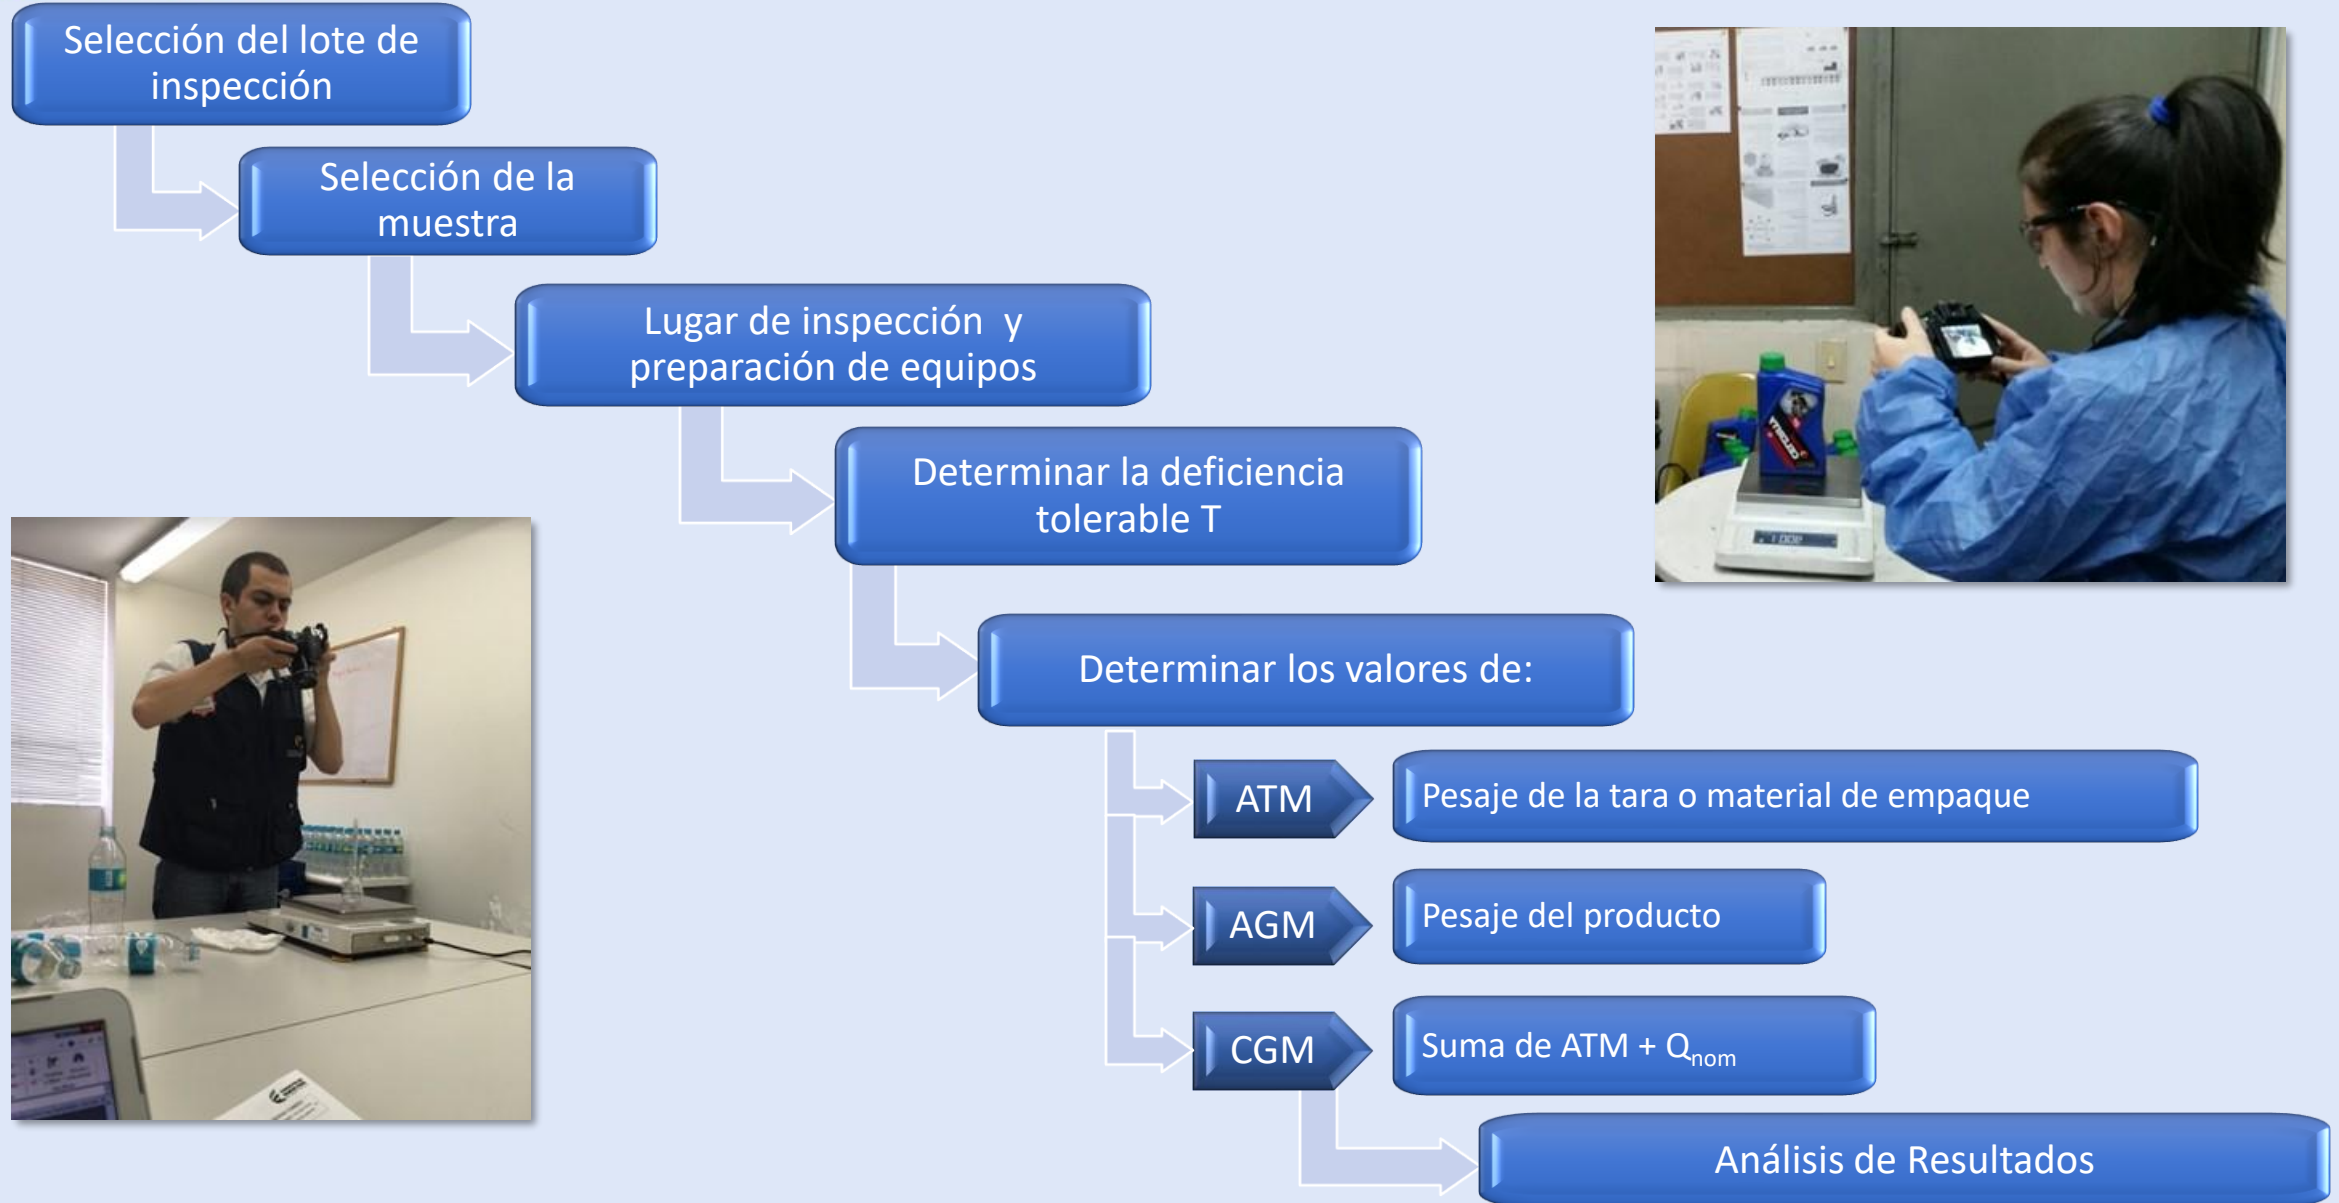 Selección del lote de
inspección
Selección de la
muestra
Lugar de inspección y
preparación de equipos
Determinar la deficiencia
tolerable T
Determinar los valores de:
ATM
Pesaje de la tara o material de empaque
AGM
Pesaje del producto
CGM
Suma de ATM + Qnom
Análisis de Resultados